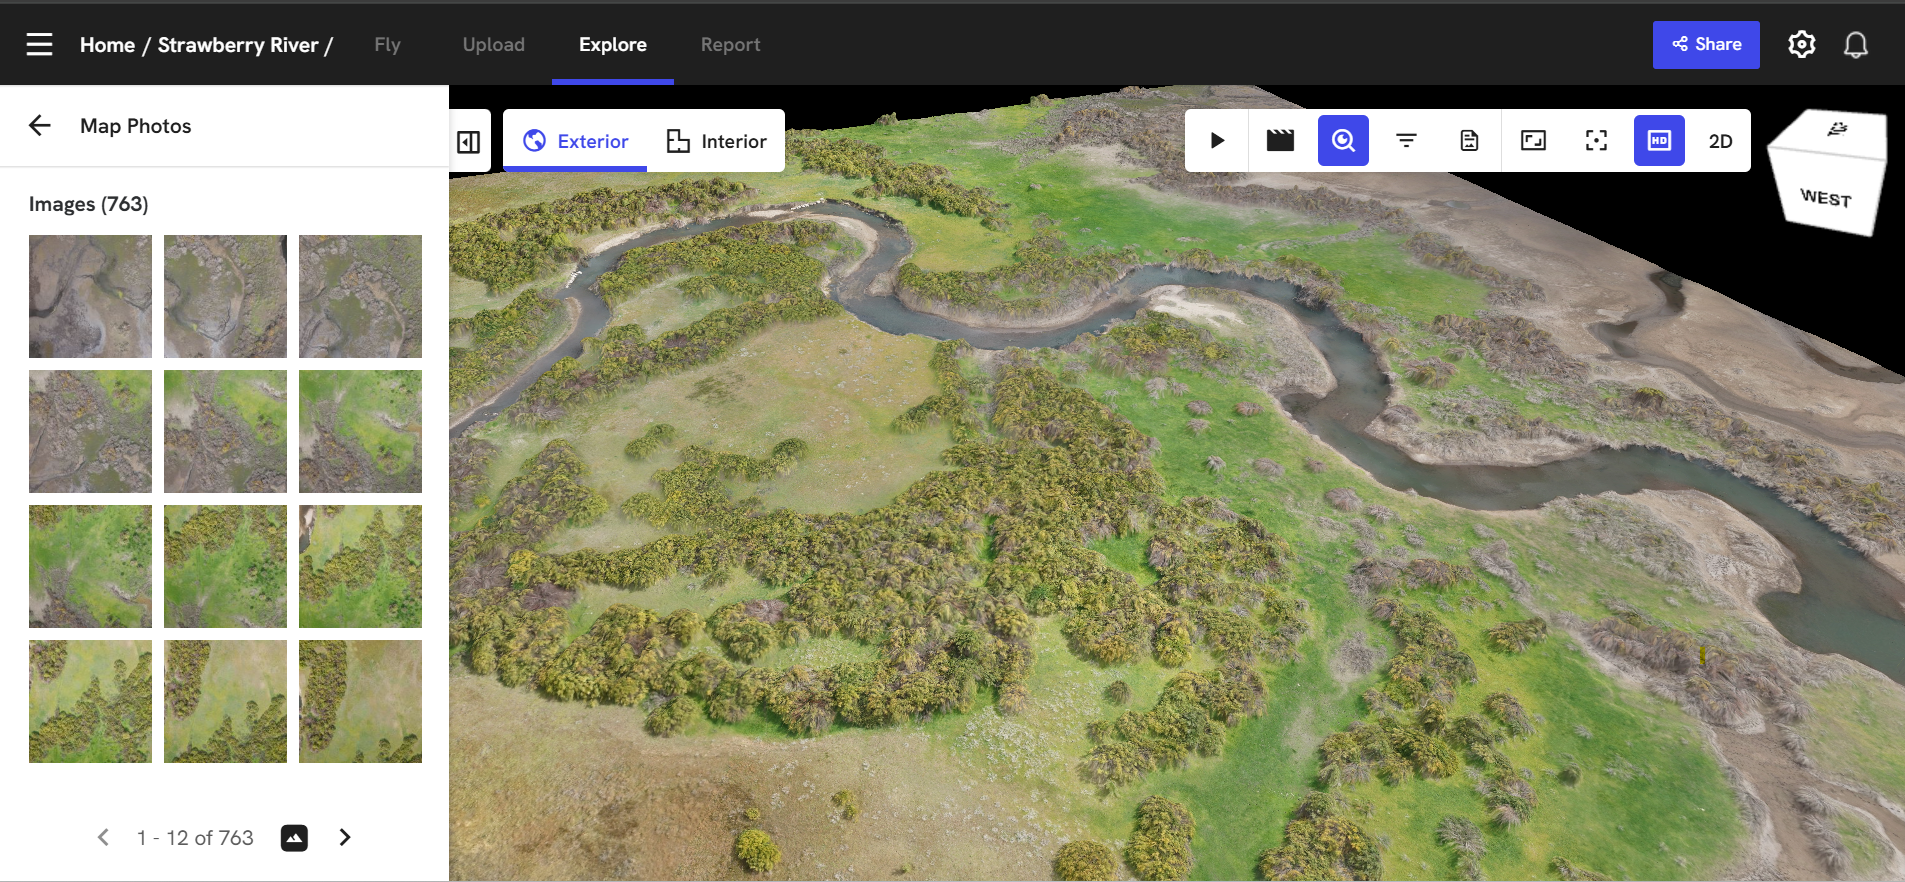 Home / Strawberry River / Fly Upload Explore Report Share
Map Photos
Exterior Interior HD 2D
WEST
Images (763)
1 - 12 of 763